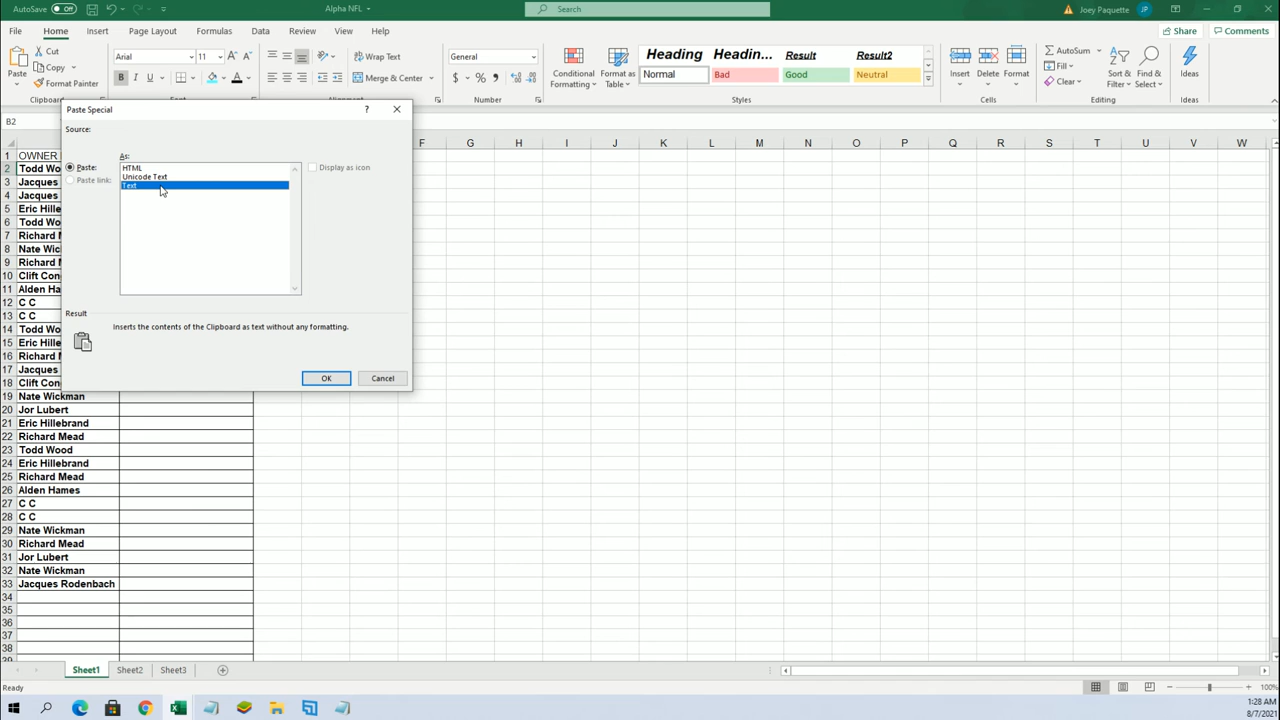 AutoSave Off
Alpha NFL
Search
Joey Paquette JP
File Home Insert Page Layout Formulas Data Review View Help
Share Comments
Cut
Copy
Format Painter
Paste
Clipboard
Arial 11
B I U
Wrap Text
Merge & Center
Alignment
General
$ % 9
Number
Conditional Formatting
Format as Table
Heading Headin... Result Result2
Normal Bad Good Neutral
Styles
Insert Delete Format
Cells
AutoSum
Fill
Clear
Sort & Filter
Find & Select
Editing
Ideas
Ideas
B2
Paste Special ?
Source:
As:
Paste:
Paste link:
HTML
Unicode Text
Text
Display as icon
Result
Inserts the contents of the Clipboard as text without any formatting.
OK Cancel
F G H I J K L M N O P Q R S T U V W
1 OWNER
2 Todd Wo
3 Jacques
4 Jacques
5 Eric Hille
6 Todd Wo
7 Richard M
8 Nate Wic
9 Richard M
10 Clift Con
11 Alden Ha
12 C C
13 C C
14 Todd Wo
15 Eric Hille
16 Richard M
17 Jacques
18 Clift Con
19 Nate Wickman
20 Jor Lubert
21 Eric Hillebrand
22 Richard Mead
23 Todd Wood
24 Eric Hillebrand
25 Richard Mead
26 Alden Hames
27 C C
28 C C
29 Nate Wickman
30 Richard Mead
31 Jor Lubert
32 Nate Wickman
33 Jacques Rodenbach
34
35
36
37
38
39
Sheet1 Sheet2 Sheet3
Ready
100%
1:28 AM
8/7/2021